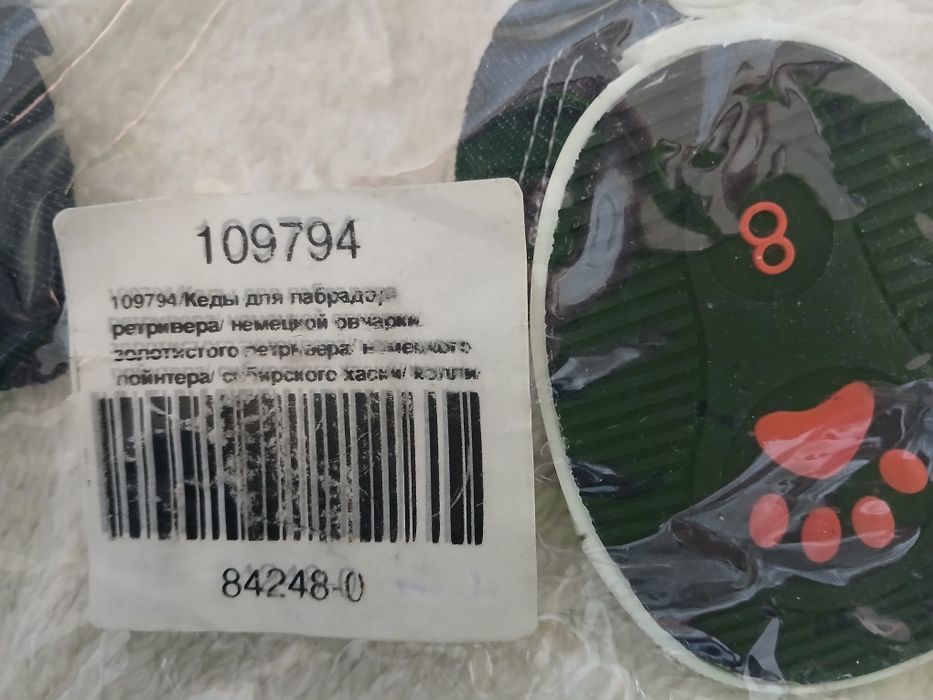 109794
109794/Кеды для лабрадора
ретривера/ немецкой овчарки
золотистого ретривера/ немецкого
пойнтера/ сибирского хаски/ колли/
84248-0
8